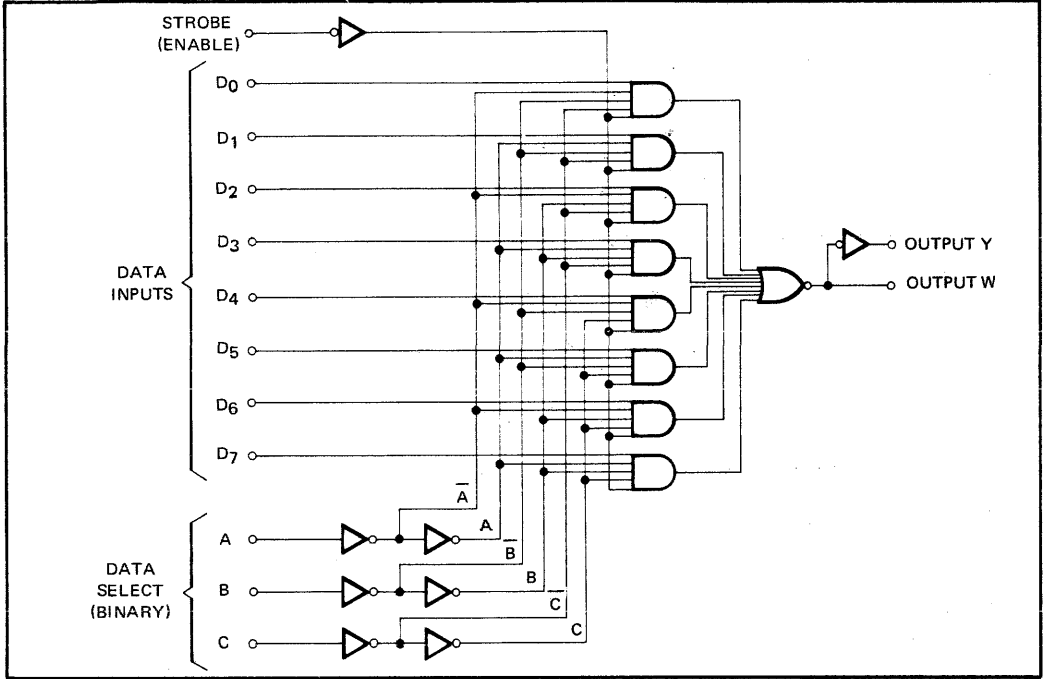 STROBE
(ENABLE)
D0
D1
D2
D3
D4
D5
D6
D7
DATA
INPUTS
OUTPUT Y
OUTPUT W
A̅
A
B̅
B
C̅
C
DATA
SELECT
(BINARY)
A
B
C